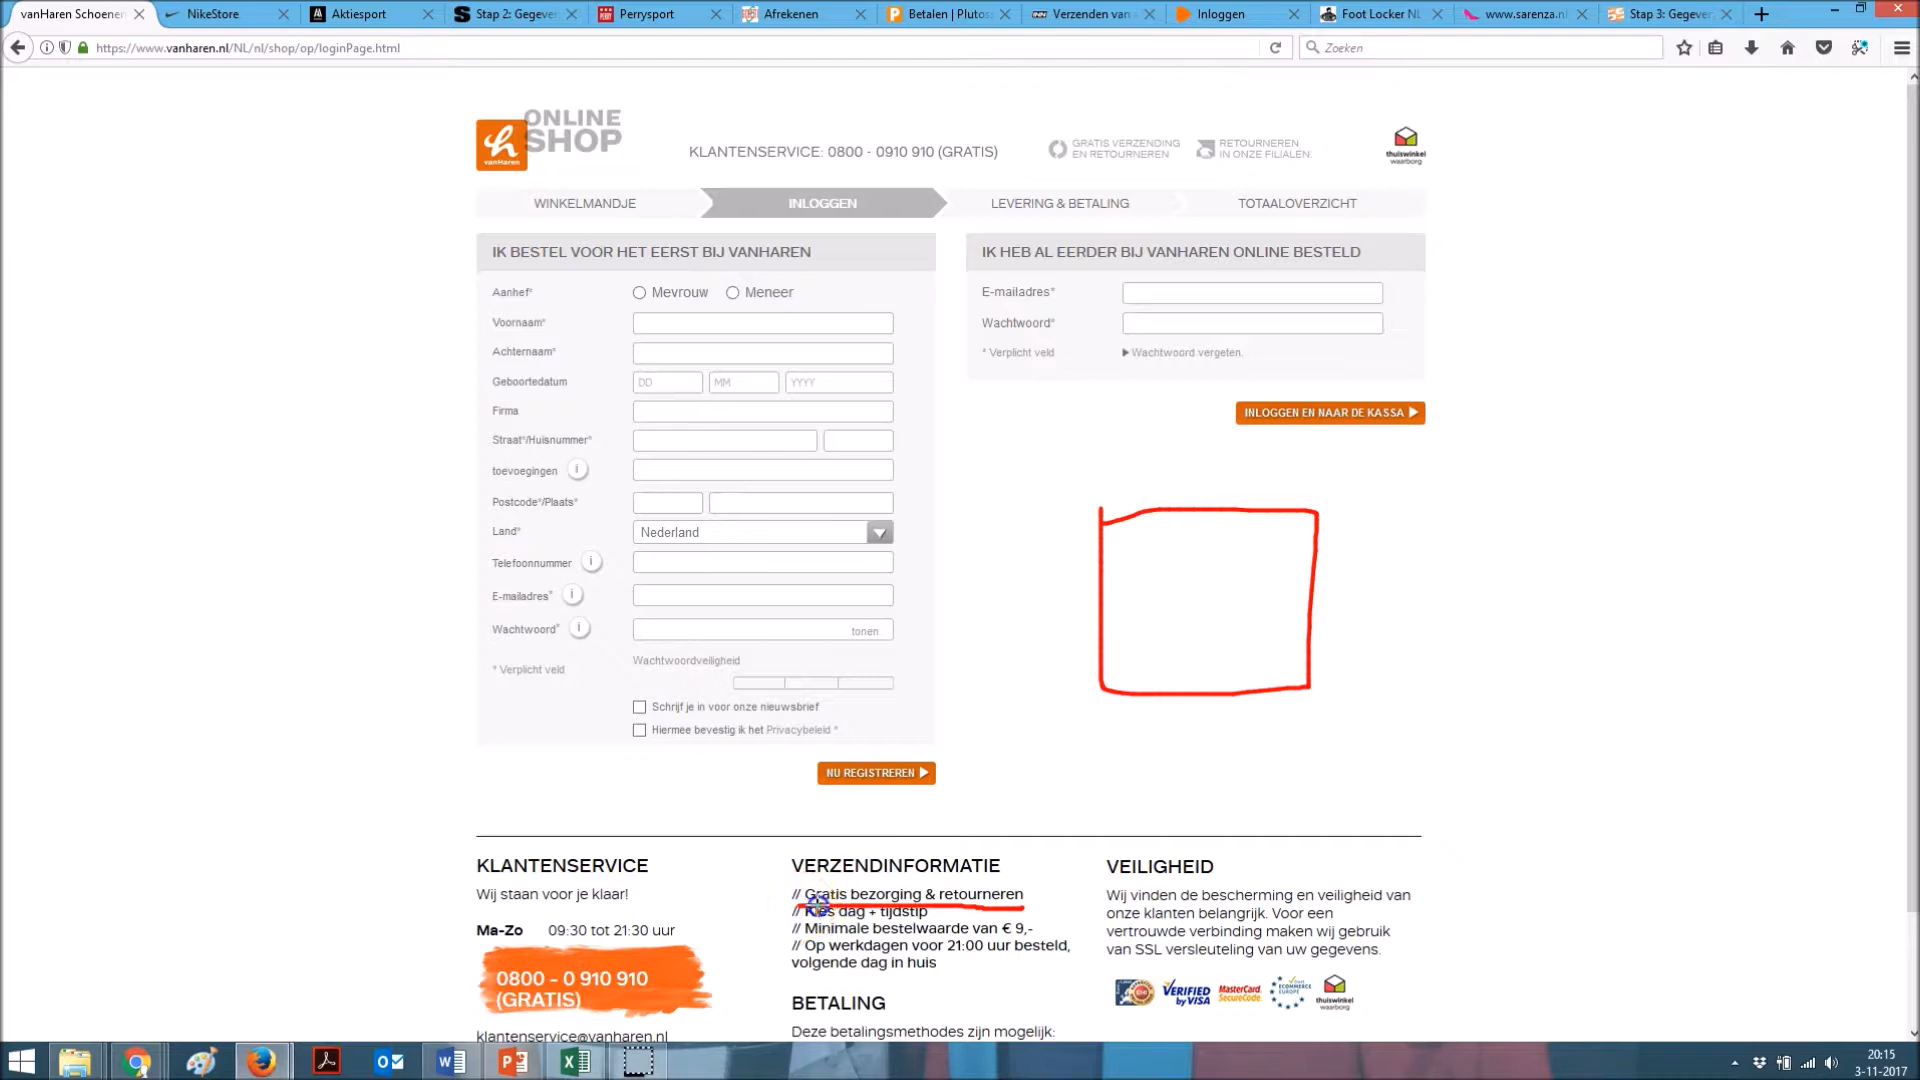 vanHaren Schoenen
NikeStore
Aktiesport
Stap 2: Gegeve
Perrysport
Afrekenen
Betalen | Plutos
Verzenden van
Inloggen
Foot Locker NL
www.sarenza.nl
Stap 3: Gegever
https://www.vanharen.nl/NL/nl/shop/op/loginPage.html
Zoeken
vanHaren
ONLINE
SHOP
KLANTENSERVICE: 0800 - 0910 910 (GRATIS)
GRATIS VERZENDING
EN RETOURNEREN
RETOURNEREN
IN ONZE FILIALEN.
thuiswinkel
waarborg
WINKELMANDJE
INLOGGEN
LEVERING & BETALING
TOTAALOVERZICHT
IK BESTEL VOOR HET EERST BIJ VANHAREN
Aanhef* Mevrouw Meneer
Voornaam*
Achternaam*
Geboortedatum DD MM YYYY
Firma
Straat*/Huisnummer*
toevoegingen i
Postcode*/Plaats*
Land* Nederland
Telefoonnummer i
E-mailadres* i
Wachtwoord* i tonen
* Verplicht veld Wachtwoordveiligheid
Schrijf je in voor onze nieuwsbrief
Hiermee bevestig ik het Privacybeleid *
NU REGISTREREN
IK HEB AL EERDER BIJ VANHAREN ONLINE BESTELD
E-mailadres*
Wachtwoord*
* Verplicht veld Wachtwoord vergeten.
INLOGGEN EN NAAR DE KASSA
KLANTENSERVICE
Wij staan voor je klaar!
Ma-Zo 09:30 tot 21:30 uur
0800 - 0 910 910
(GRATIS)
klantenservice@vanharen.nl
VERZENDINFORMATIE
// Gratis bezorging & retourneren
// Kies dag + tijdstip
// Minimale bestelwaarde van € 9,-
// Op werkdagen voor 21:00 uur besteld,
volgende dag in huis
BETALING
Deze betalingsmethodes zijn mogelijk:
VEILIGHEID
Wij vinden de bescherming en veiligheid van
onze klanten belangrijk. Voor een
vertrouwde verbinding maken wij gebruik
van SSL versleuteling van uw gegevens.
VERIFIED
by VISA
MasterCard.
SecureCode.
ECOMMERCE
EUROPE
thuiswinkel
waarborg
20:15
3-11-2017